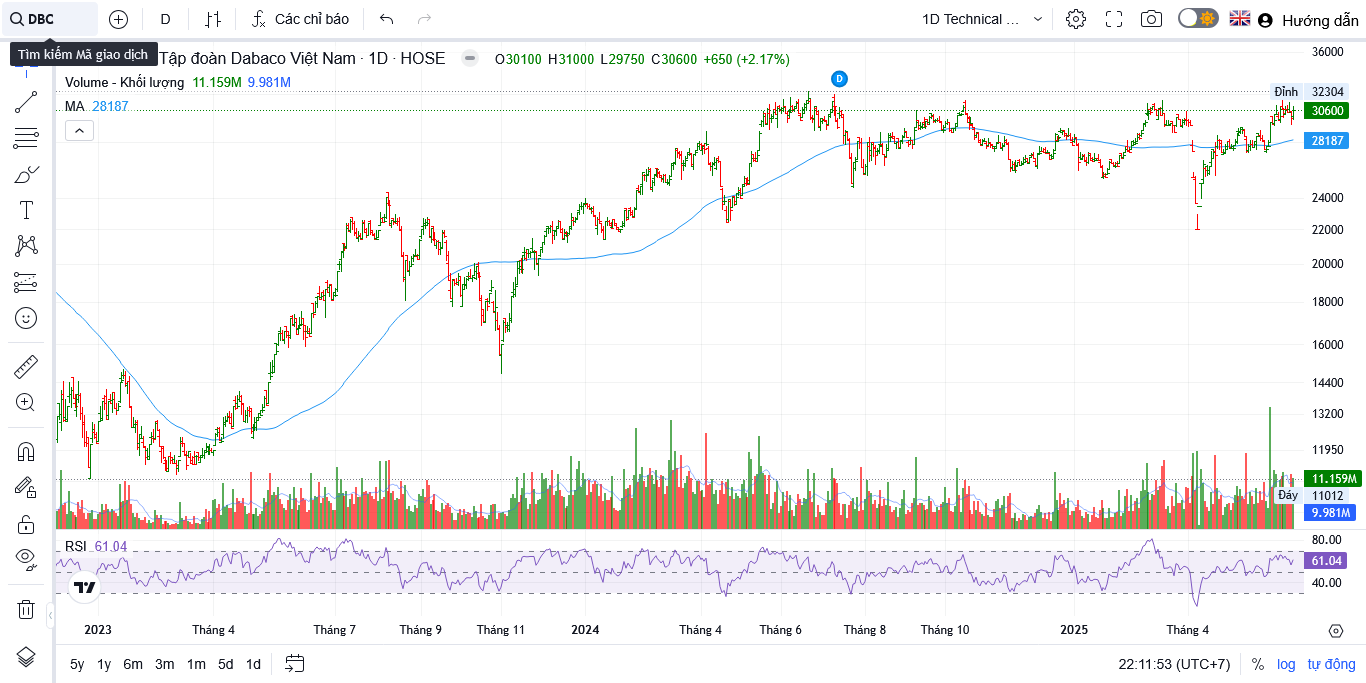 DBC
D
Các chỉ báo
1D Technical ...
Hướng dẫn
Tìm kiếm Mã giao dịch
Tập đoàn Dabaco Việt Nam · 1D · HOSE
O30100 H31000 L29750 C30600 +650 (+2.17%)
Volume - Khối lượng 11.159M 9.981M
MA 28187
D
36000
Đỉnh 32304
30600
28187
24000
22000
20000
18000
16000
14400
13200
11950
11.159M
Đáy 11012
9.981M
RSI 61.04
80.00
61.04
40.00
2023 Tháng 4 Tháng 7 Tháng 9 Tháng 11 2024 Tháng 4 Tháng 6 Tháng 8 Tháng 10 2025 Tháng 4
5y 1y 6m 3m 1m 5d 1d
22:11:53 (UTC+7) % log tự động